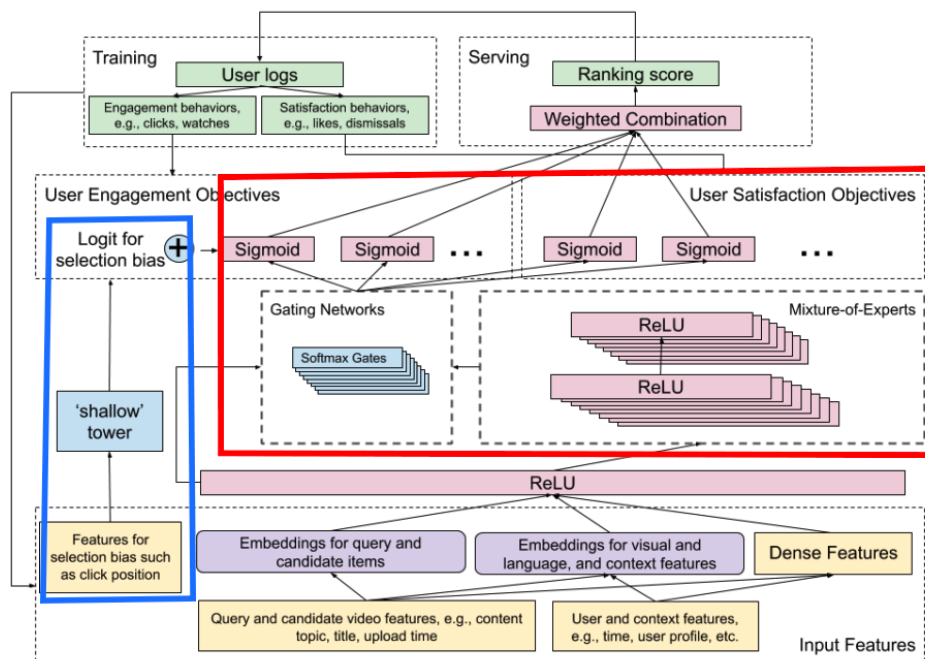 Training
User logs
Engagement behaviors,
e.g., clicks, watches
Satisfaction behaviors,
e.g., likes, dismissals
Serving
Ranking score
Weighted Combination
User Engagement Objectives
User Satisfaction Objectives
Logit for
selection bias
+
Sigmoid
Sigmoid
...
Sigmoid
Sigmoid
...
Gating Networks
Softmax Gates
Mixture-of-Experts
ReLU
ReLU
'shallow'
tower
ReLU
Features for
selection bias such
as click position
Embeddings for query and
candidate items
Embeddings for visual and
language, and context features
Dense Features
Query and candidate video features, e.g., content
topic, title, upload time
User and context features,
e.g., time, user profile, etc.
Input Features